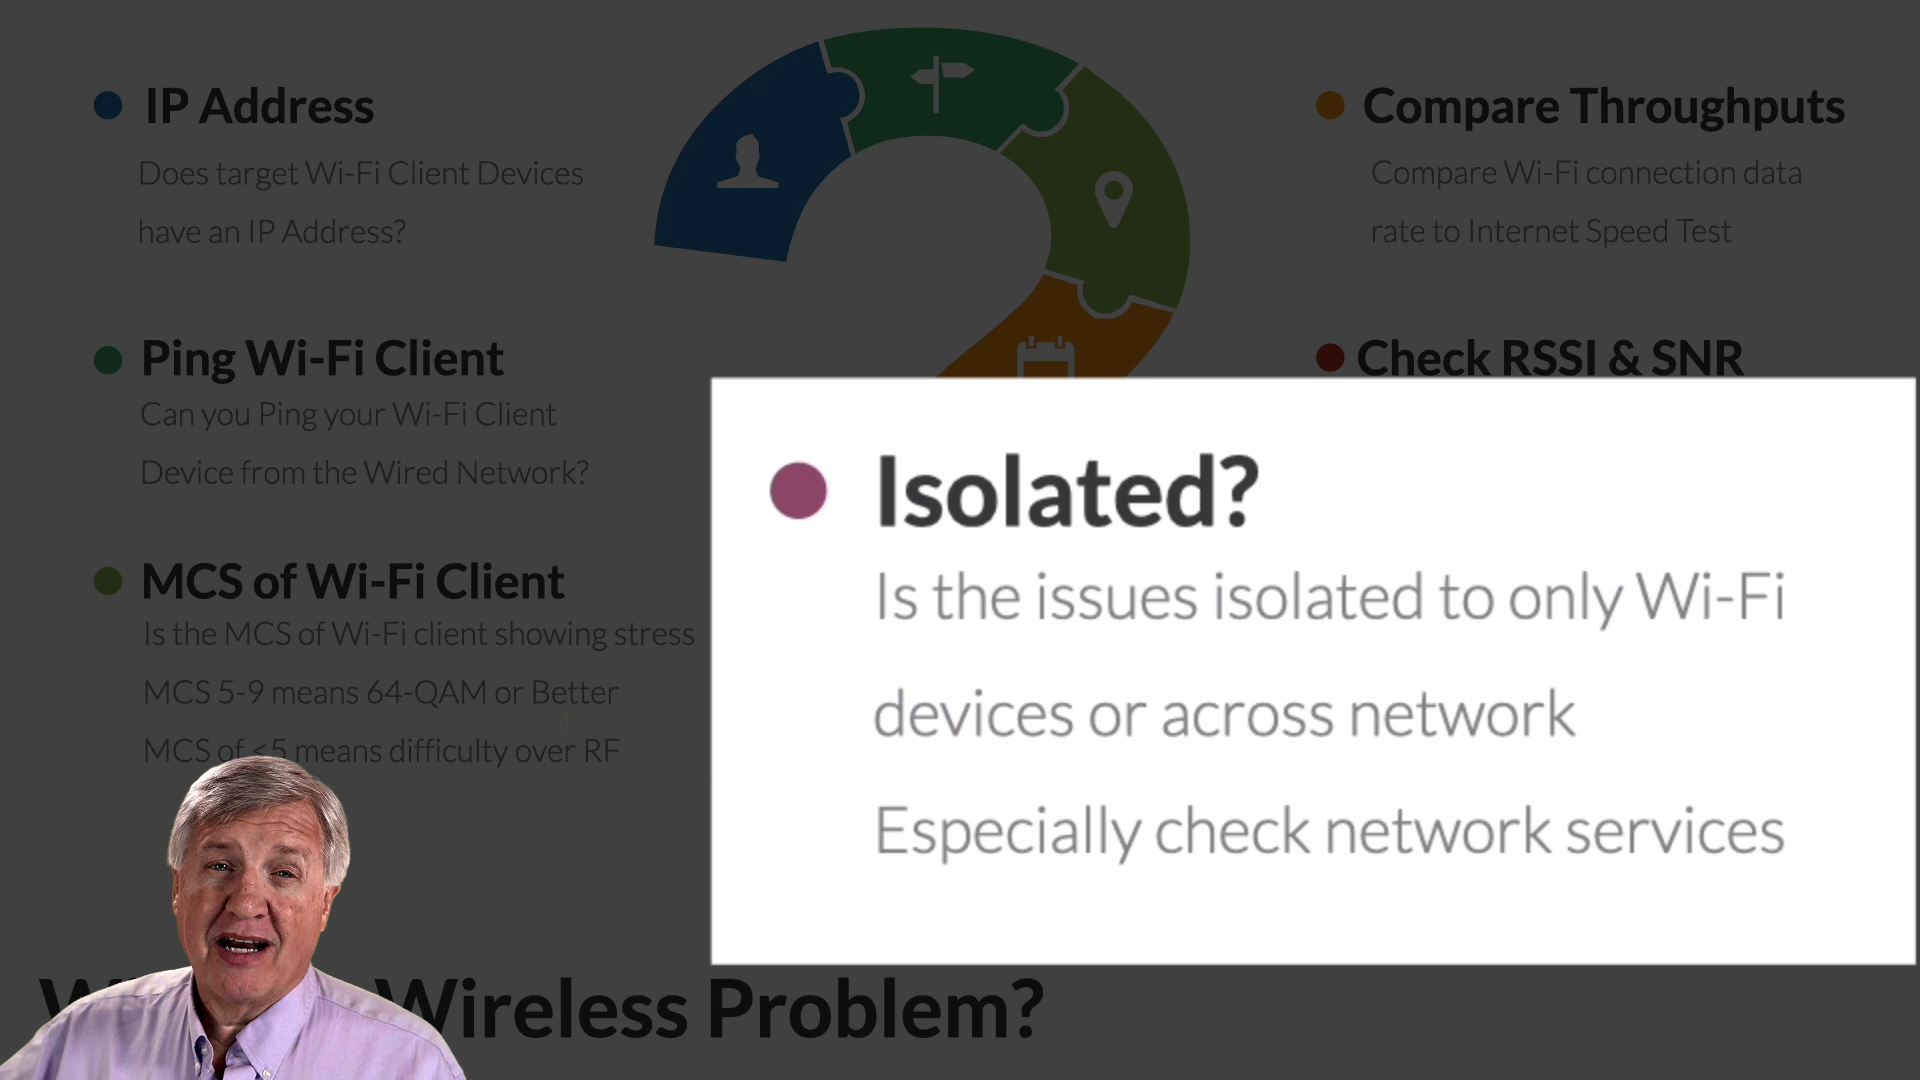 IP Address
Does target Wi-Fi Client Devices
have an IP Address?
Ping Wi-Fi Client
Can you Ping your Wi-Fi Client
Device from the Wired Network?
MCS of Wi-Fi Client
Is the MCS of Wi-Fi client showing stress
MCS 5-9 means 64-QAM or Better
MCS of <5 means difficulty over RF
Compare Throughputs
Compare Wi-Fi connection data
rate to Internet Speed Test
Check RSSI & SNR
Isolated?
Is the issues isolated to only Wi-Fi
devices or across network
Especially check network services
Wireless Problem?